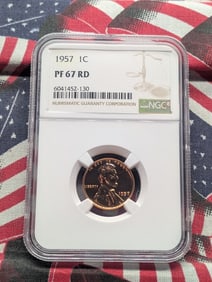 1957 1C
PF 67 RD
6041452-130
NUMISMATIC GUARANTY CORPORATION
NGC
LIBERTY
1957